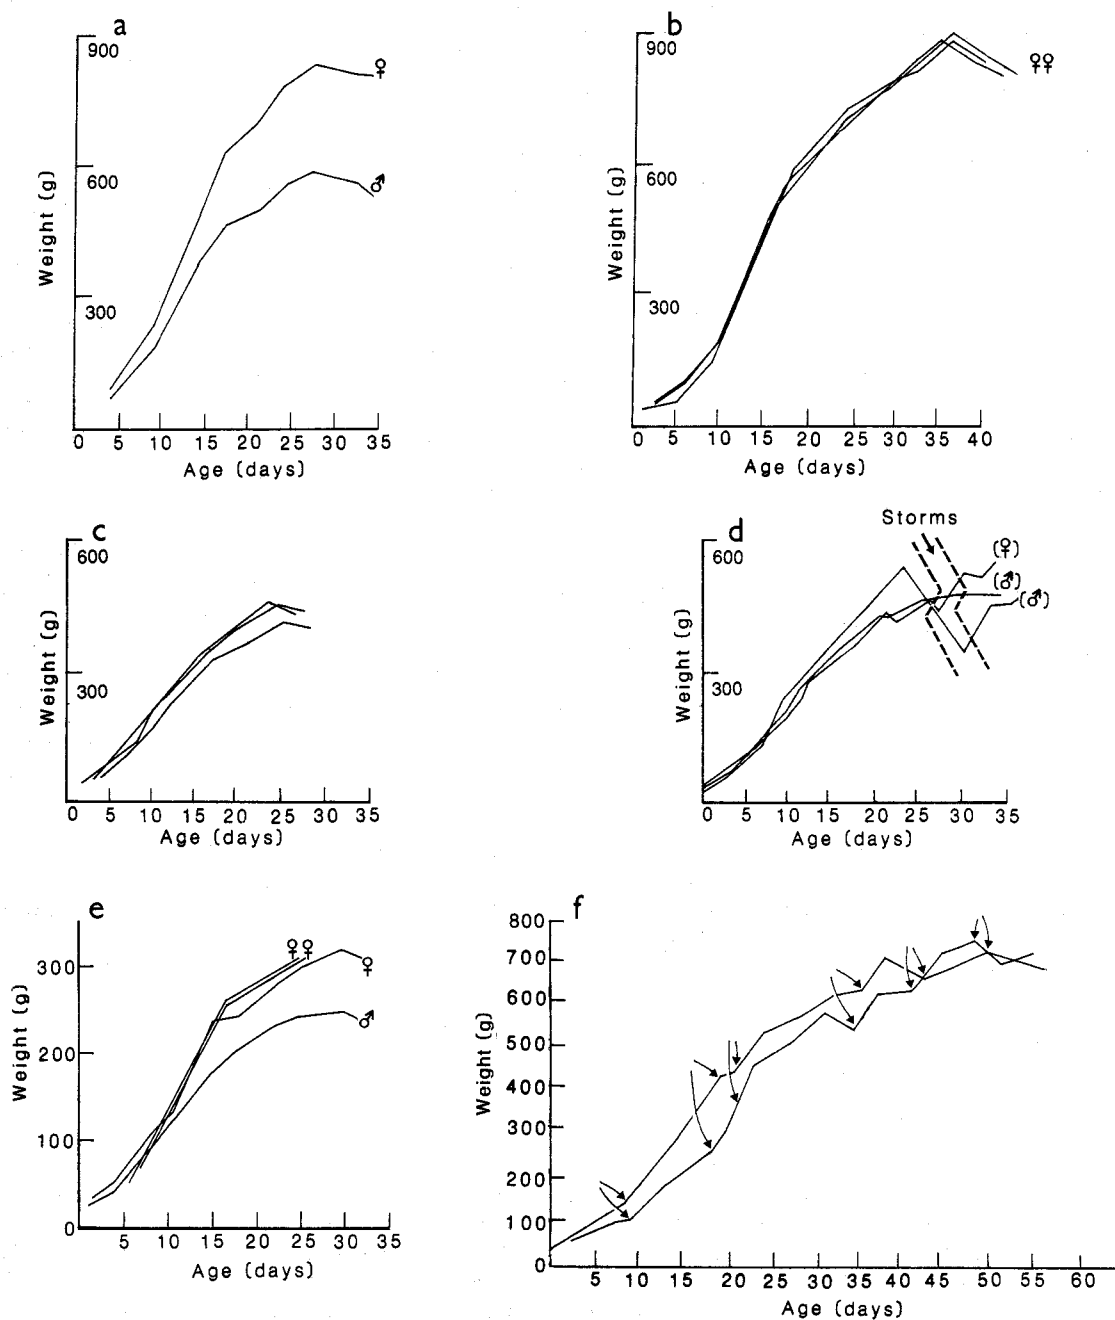 a
900
600
300
Weight (g)
♀
♂
0 5 10 15 20 25 30 35
Age (days)
b
900
600
300
Weight (g)
♀♀
0 5 10 15 20 25 30 35 40
Age (days)
c
600
300
Weight (g)
0 5 10 15 20 25 30 35
Age (days)
d
Storms
600
300
Weight (g)
(♀)
(♂)
(♂)
0 5 10 15 20 25 30 35
Age (days)
e
300
200
100
0
Weight (g)
♀♀
♀
♂
5 10 15 20 25 30 35
Age (days)
f
800
700
600
500
400
300
200
100
0
Weight (g)
5 10 15 20 25 30 35 40 45 50 55 60
Age (days)